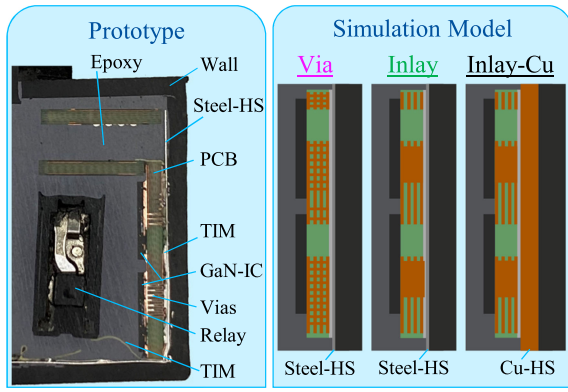 Prototype
Epoxy
Wall
Steel-HS
PCB
TIM
GaN-IC
Vias
Relay
TIM
Simulation Model
Via
Inlay
Inlay-Cu
Steel-HS
Steel-HS
Cu-HS